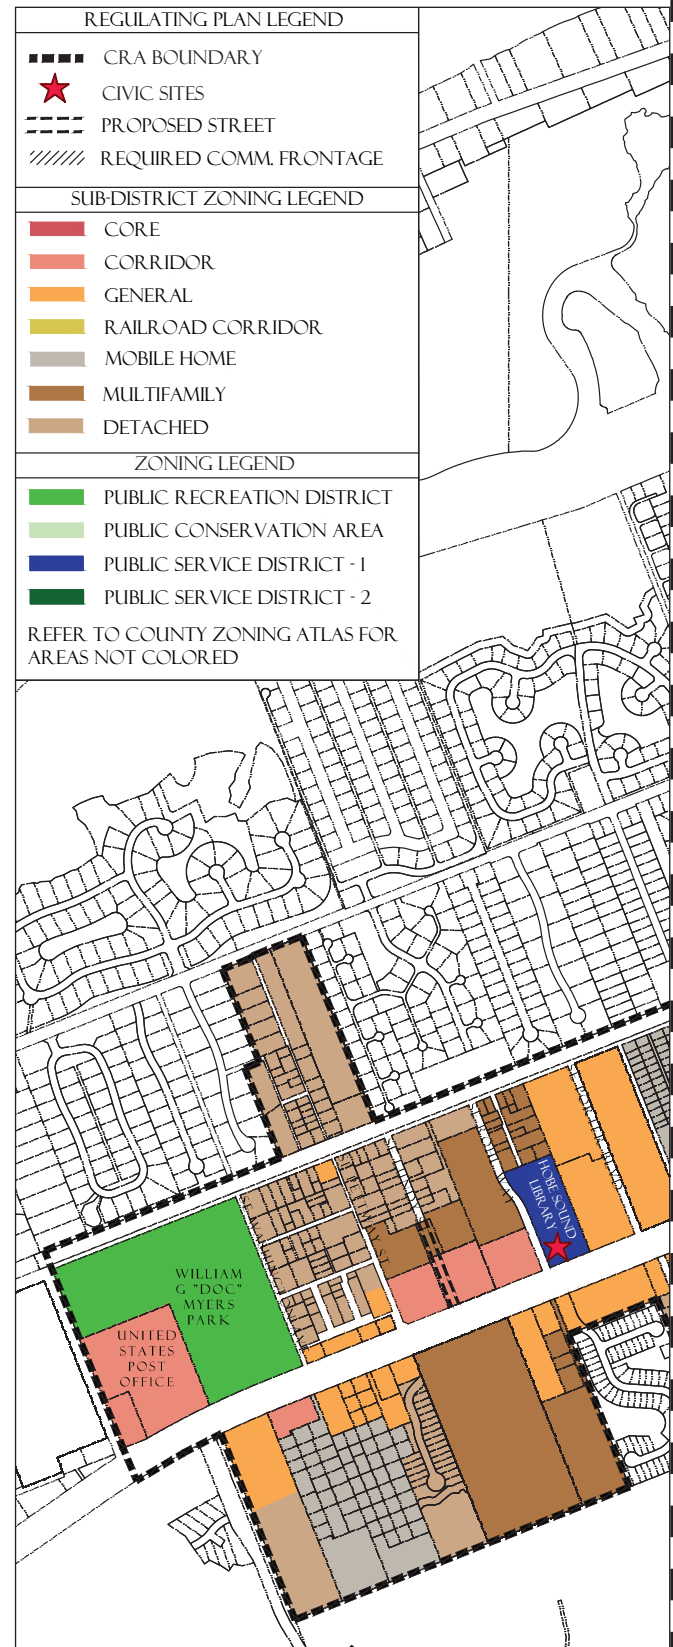 REGULATING PLAN LEGEND
CRA BOUNDARY
CIVIC SITES
PROPOSED STREET
REQUIRED COMM. FRONTAGE
SUB-DISTRICT ZONING LEGEND
CORE
CORRIDOR
GENERAL
RAILROAD CORRIDOR
MOBILE HOME
MULTIFAMILY
DETACHED
ZONING LEGEND
PUBLIC RECREATION DISTRICT
PUBLIC CONSERVATION AREA
PUBLIC SERVICE DISTRICT - 1
PUBLIC SERVICE DISTRICT - 2
REFER TO COUNTY ZONING ATLAS FOR
AREAS NOT COLORED
HOBE SOUND
LIBRARY
WILLIAM
G "DOC"
MYERS
PARK
UNITED
STATES
POST
OFFICE